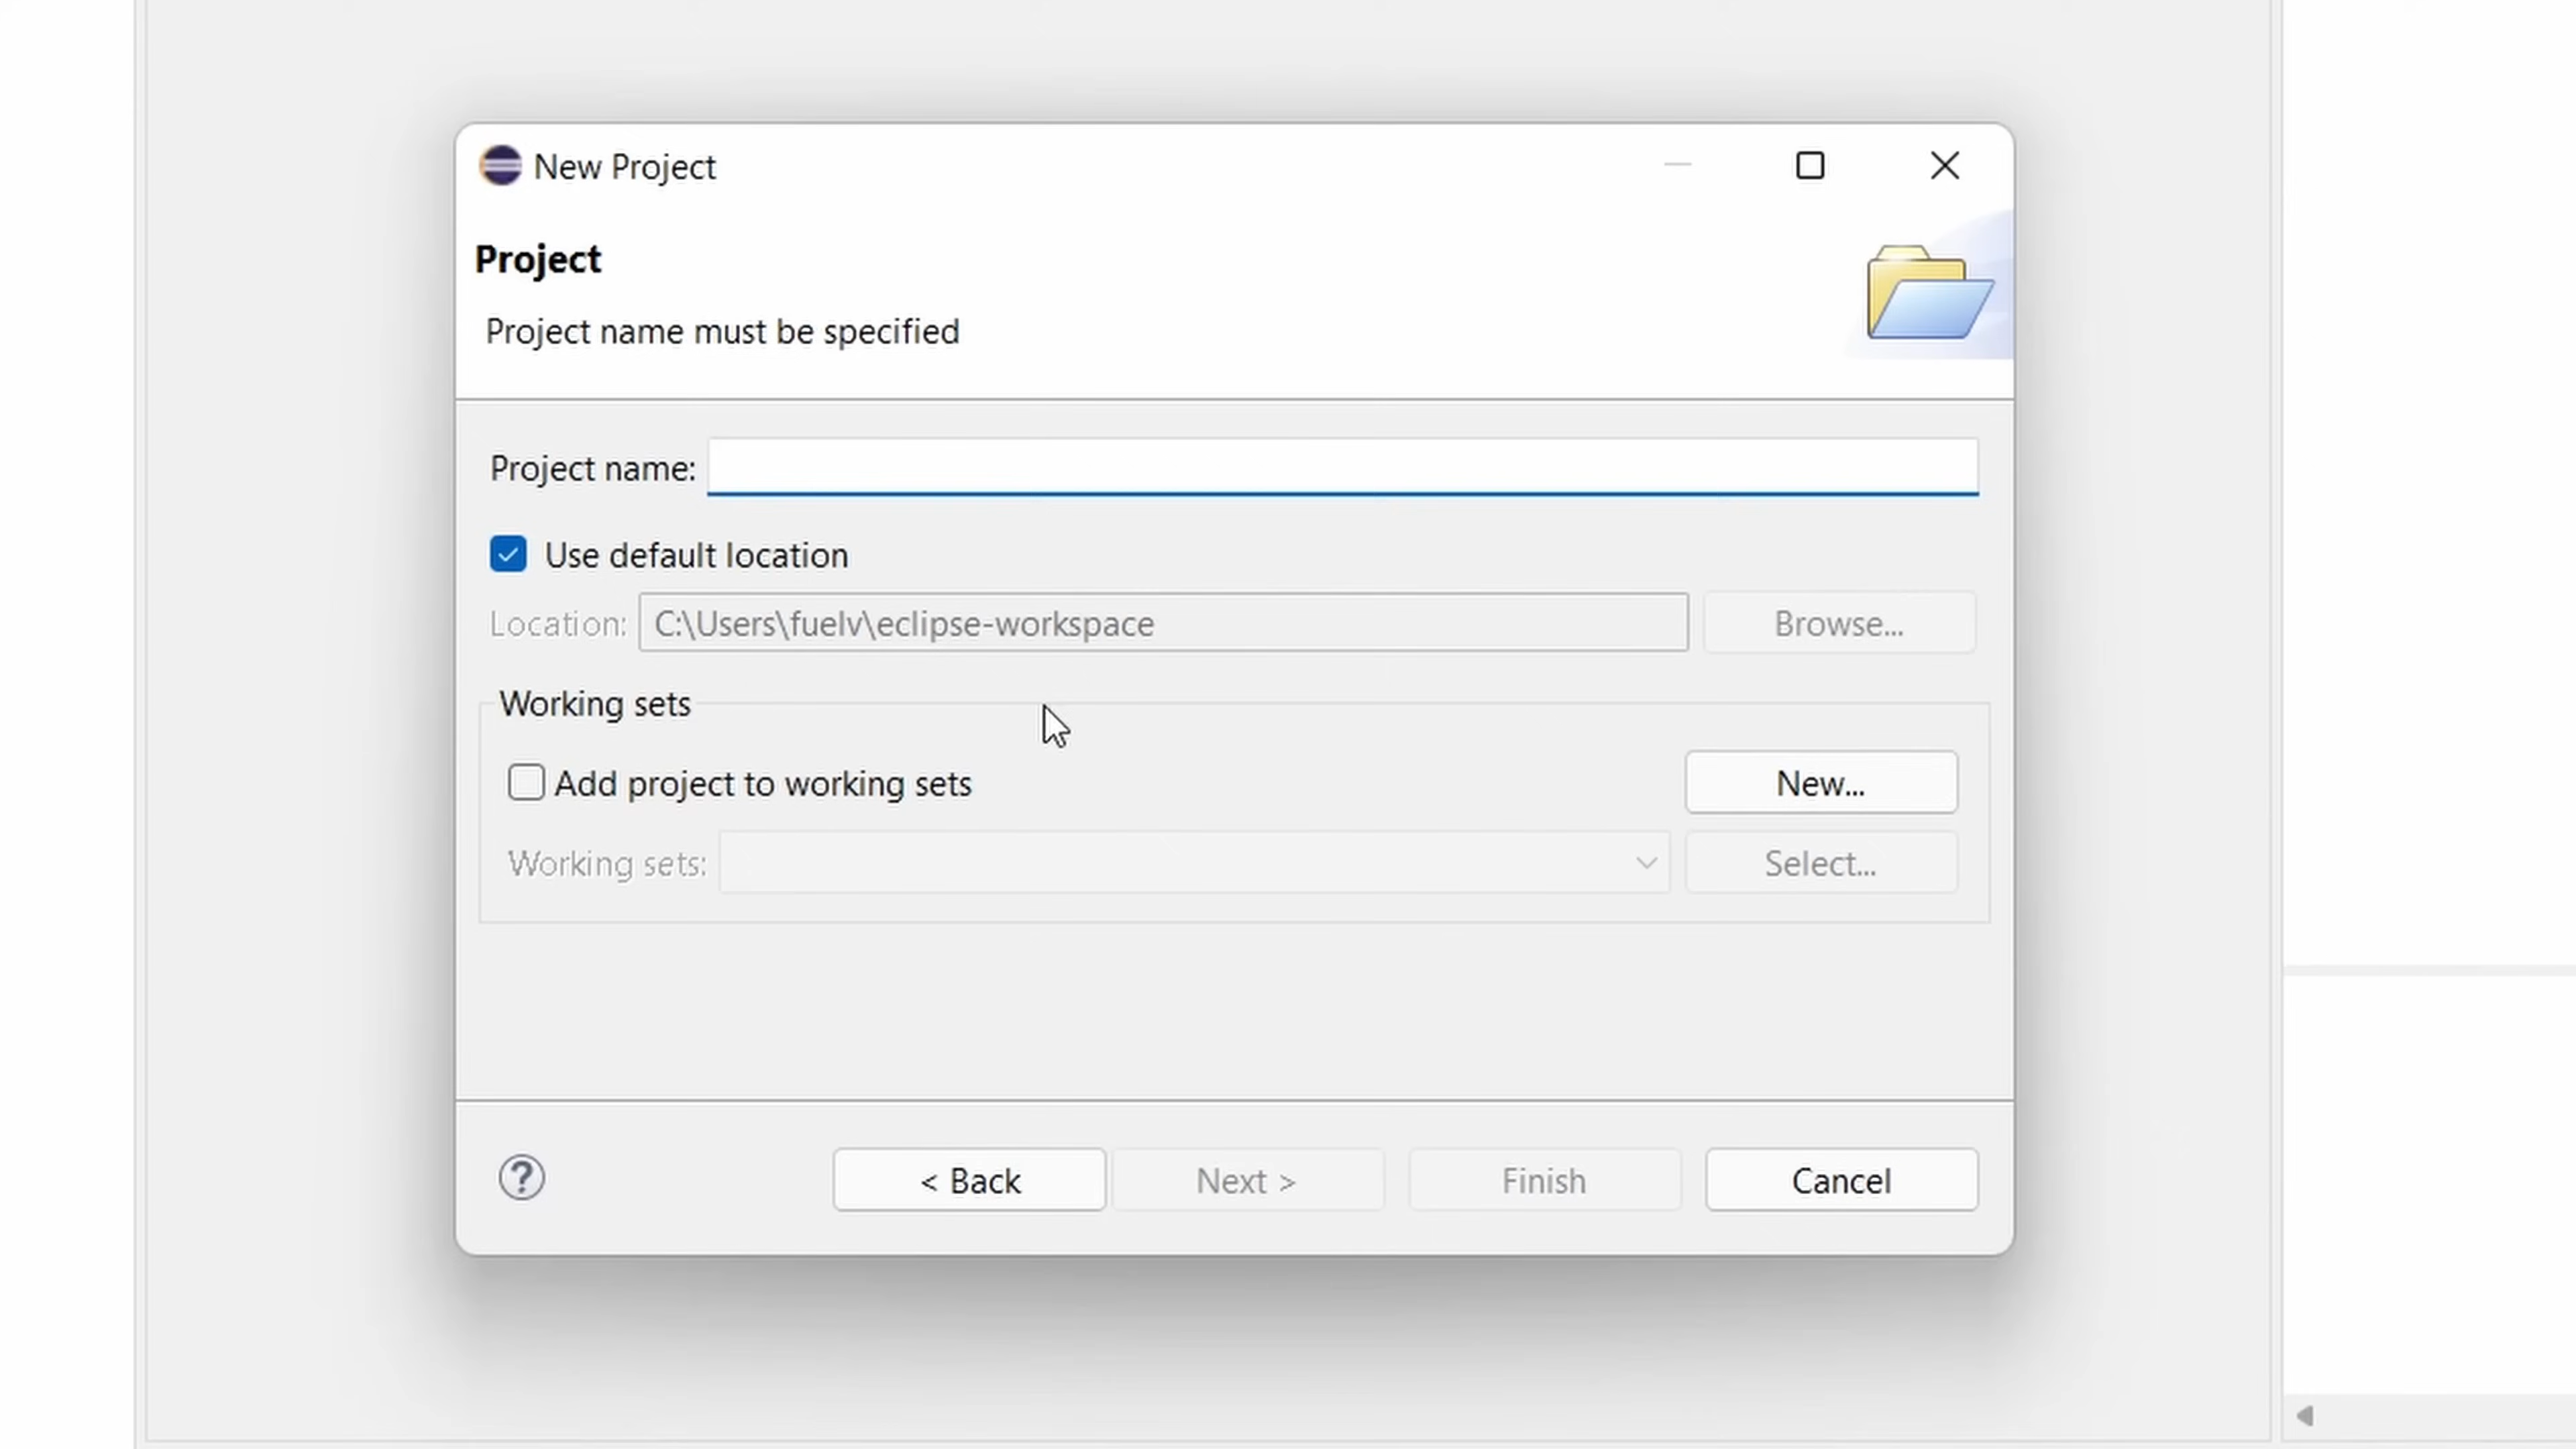 New Project
Project
Project name must be specified
Project name:
Use default location
Location: C:\Users\fuelv\eclipse-workspace Browse...
Working sets
Add project to working sets New...
Working sets: Select...
? < Back Next > Finish Cancel